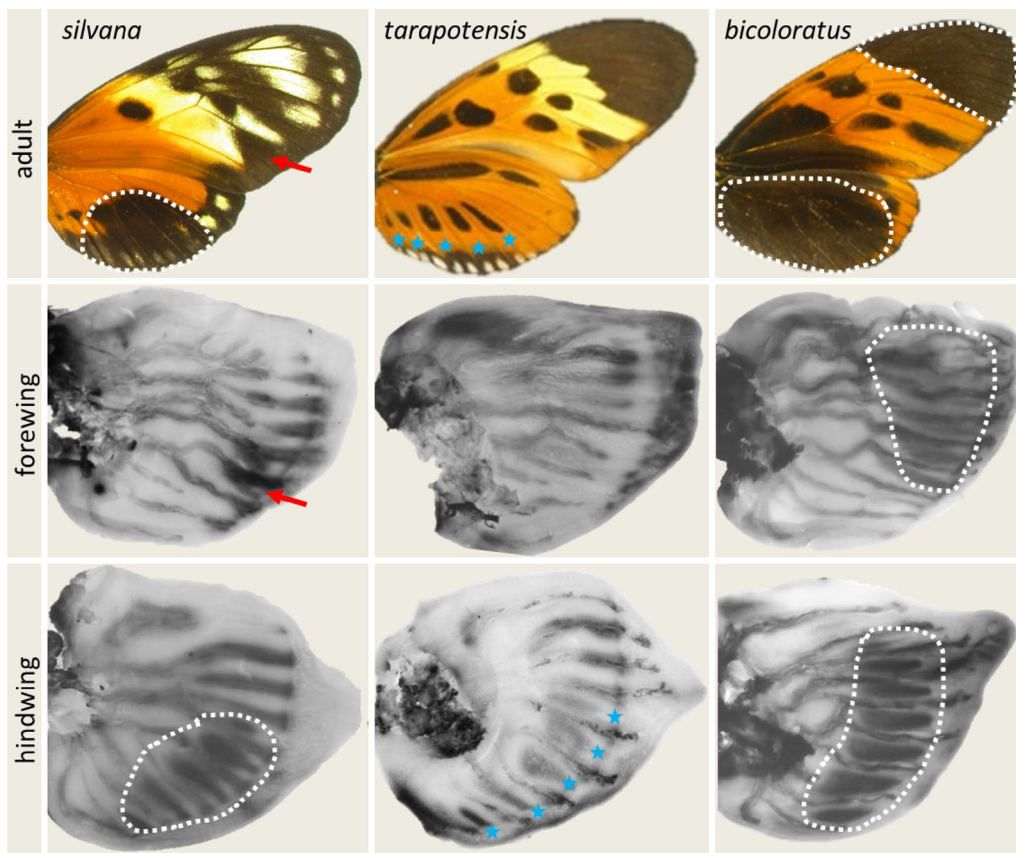 silvana
tarapotensis
bicoloratus
adult
forewing
hindwing